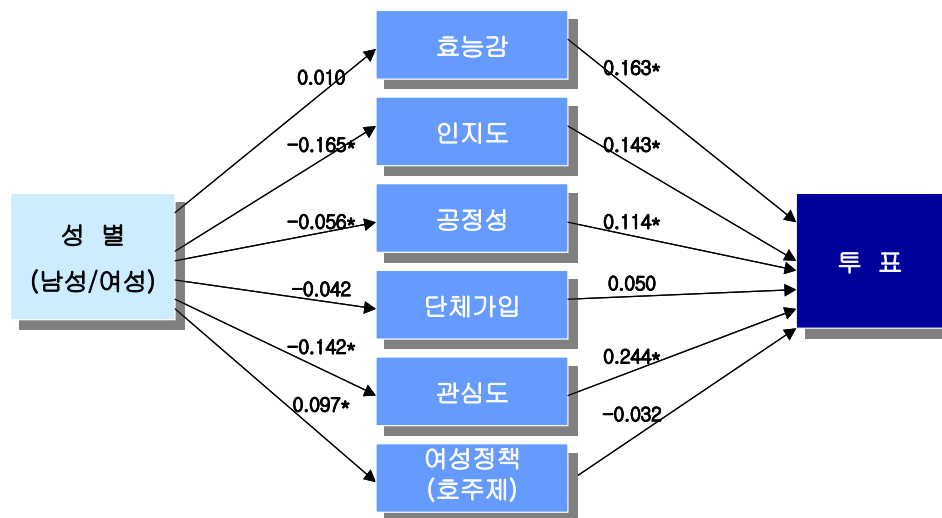 효능감
0.010
0.163*
인지도
-0.165*
0.143*
공정성
-0.056*
0.114*
성 별
(남성/여성)
투 표
단체가입
-0.042
0.050
관심도
-0.142*
0.244*
0.097*
-0.032
여성정책
(호주제)